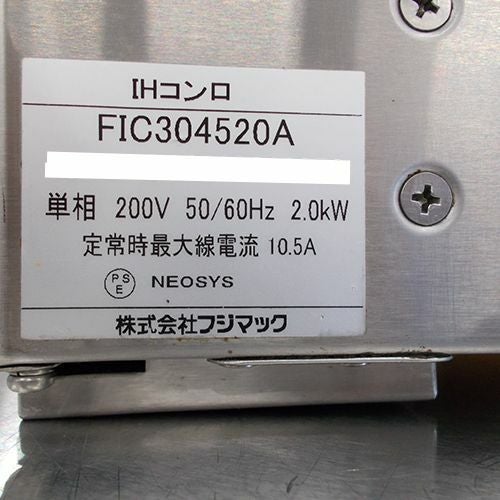 IHコンロ
FIC304520A
単相 200V 50/60Hz 2.0kW
定常時最大線電流 10.5A
PS
E NEOSYS
株式会社フジマック